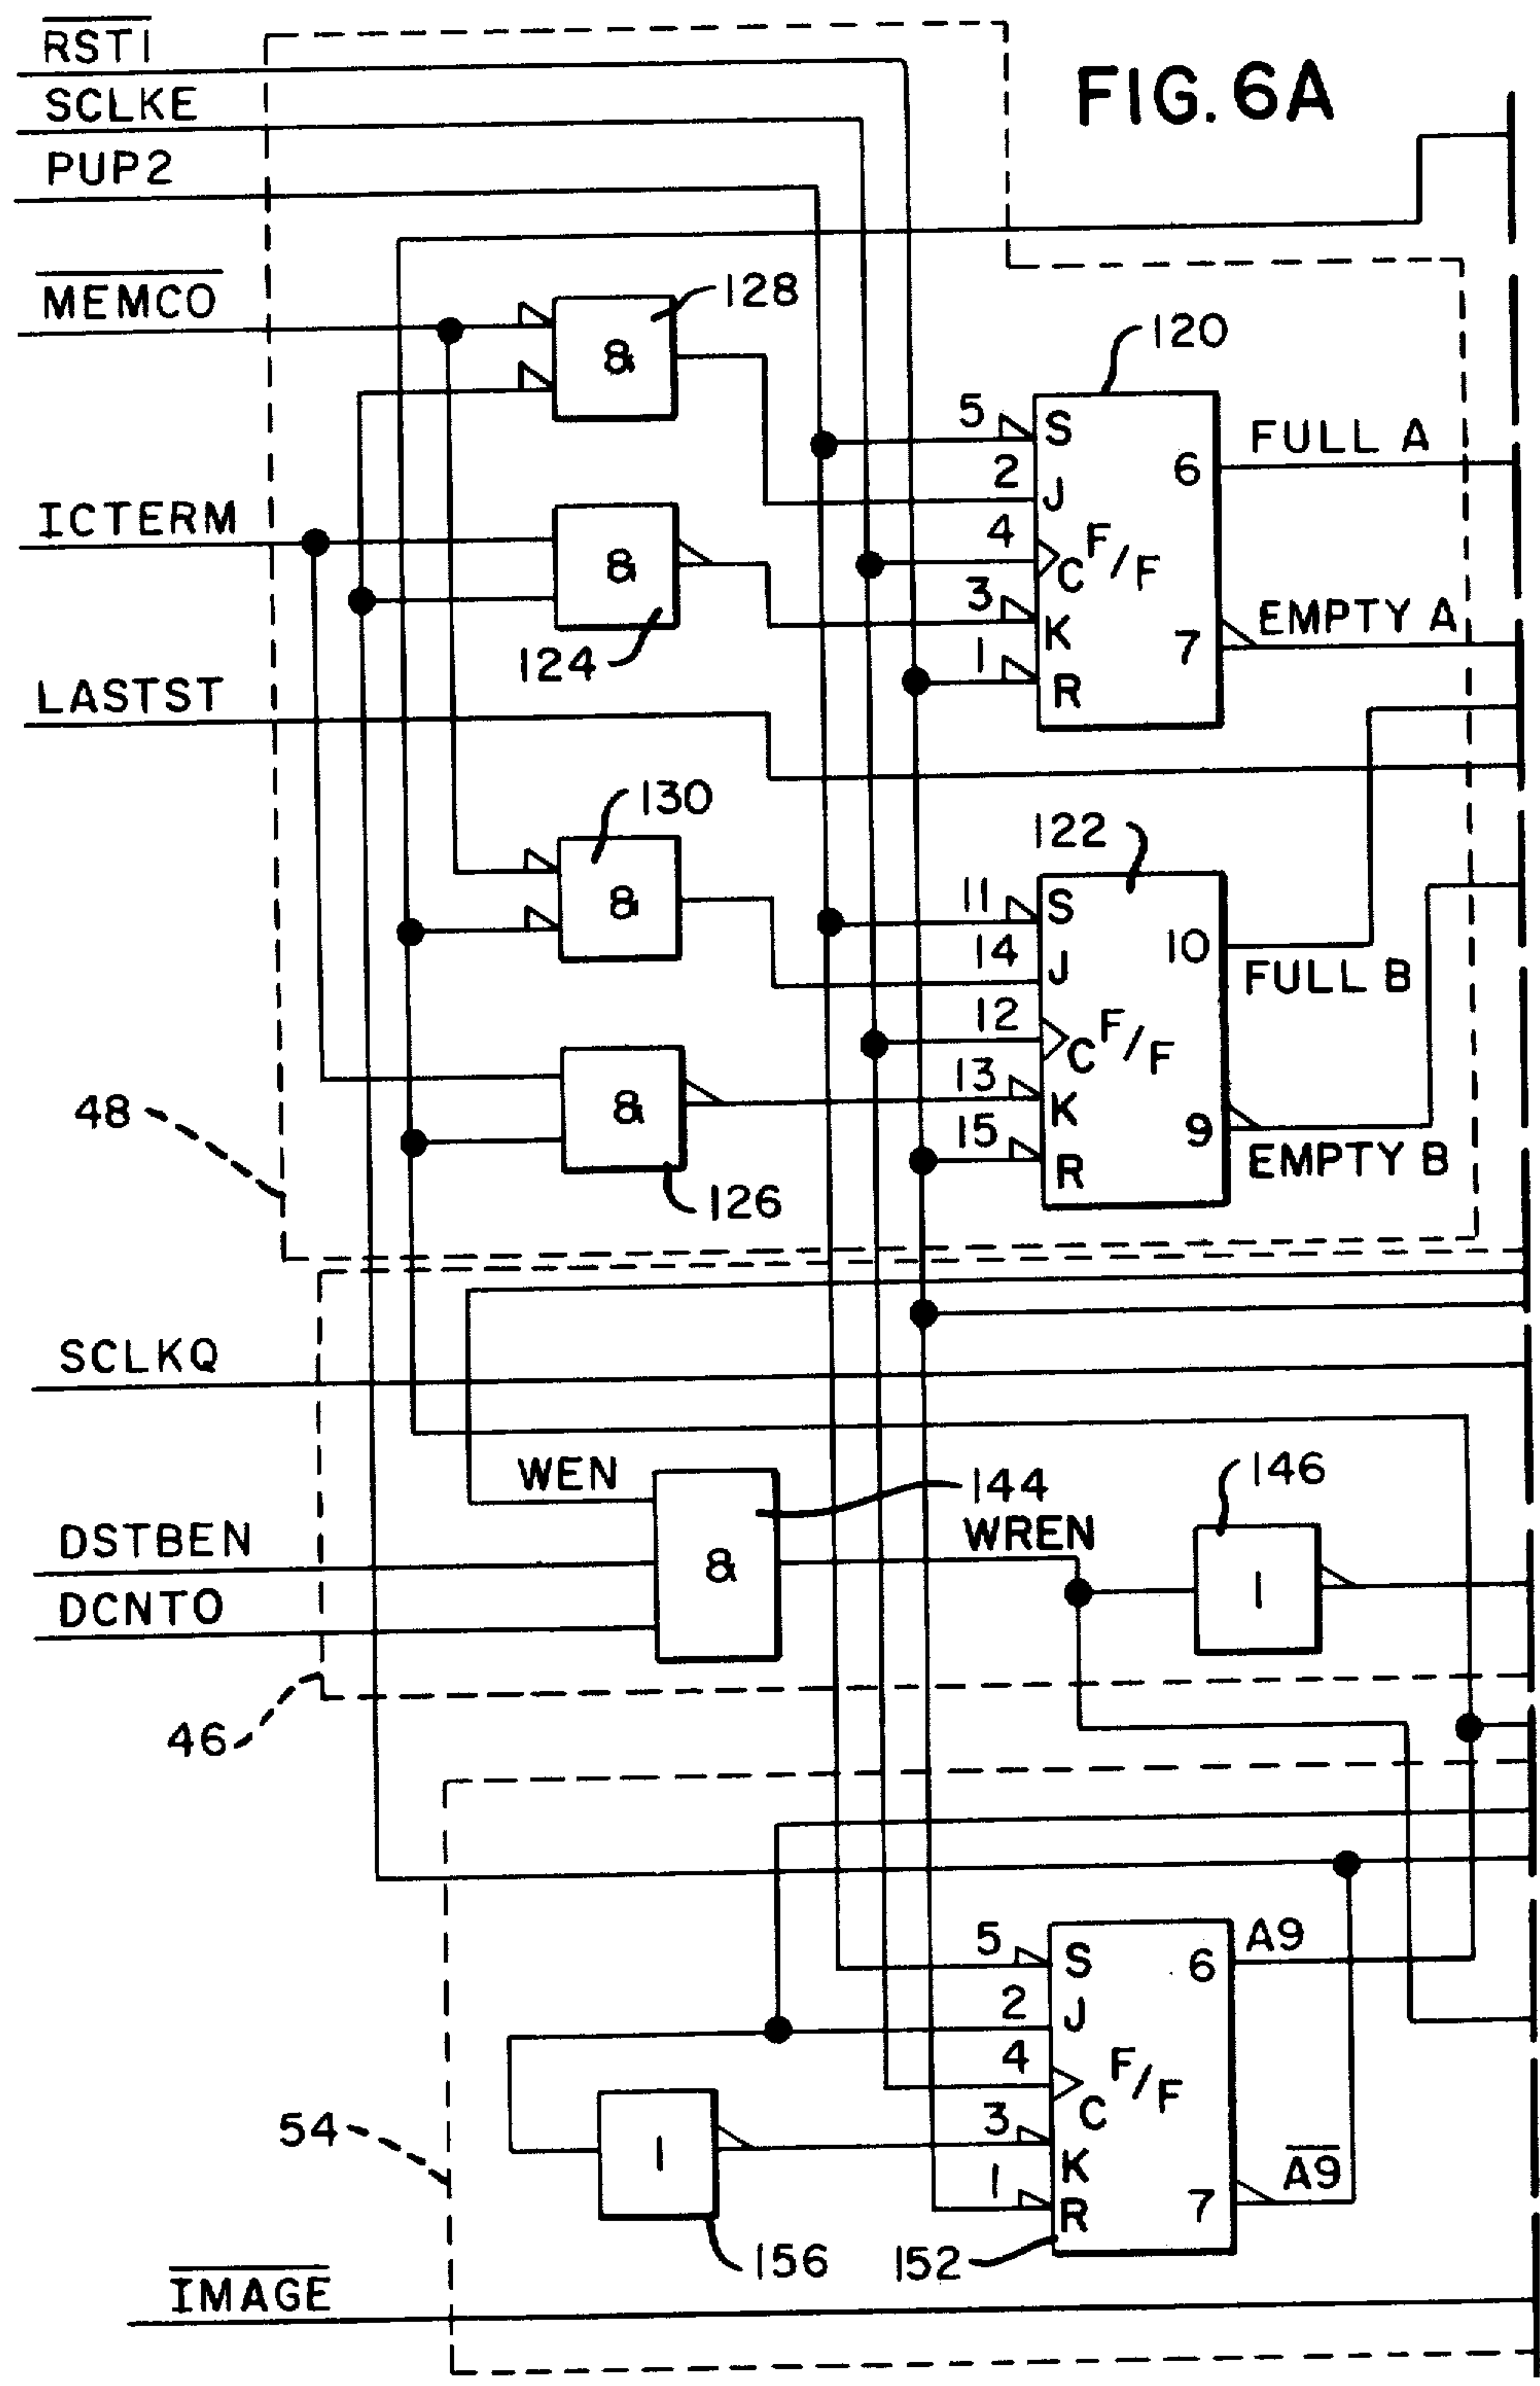 RST1
SCLKE
FIG. 6A
PUP2
MEMCO
128
&
120
5 S
FULL A
2 J
6
ICTERM
4 C F/F
&
3 K
EMPTY A
124
1 R
7
LASTST
130
122
&
11 S
14 J
10
FULL B
12 C F/F
&
13 K
48
15 R
9
EMPTY B
126
SCLKQ
WEN
144
146
DSTBEN
WREN
&
1
DCNTO
46
5 S
6
A9
2 J
4 C F/F
54
3 K
1
A9
1 R
7
156
152
IMAGE